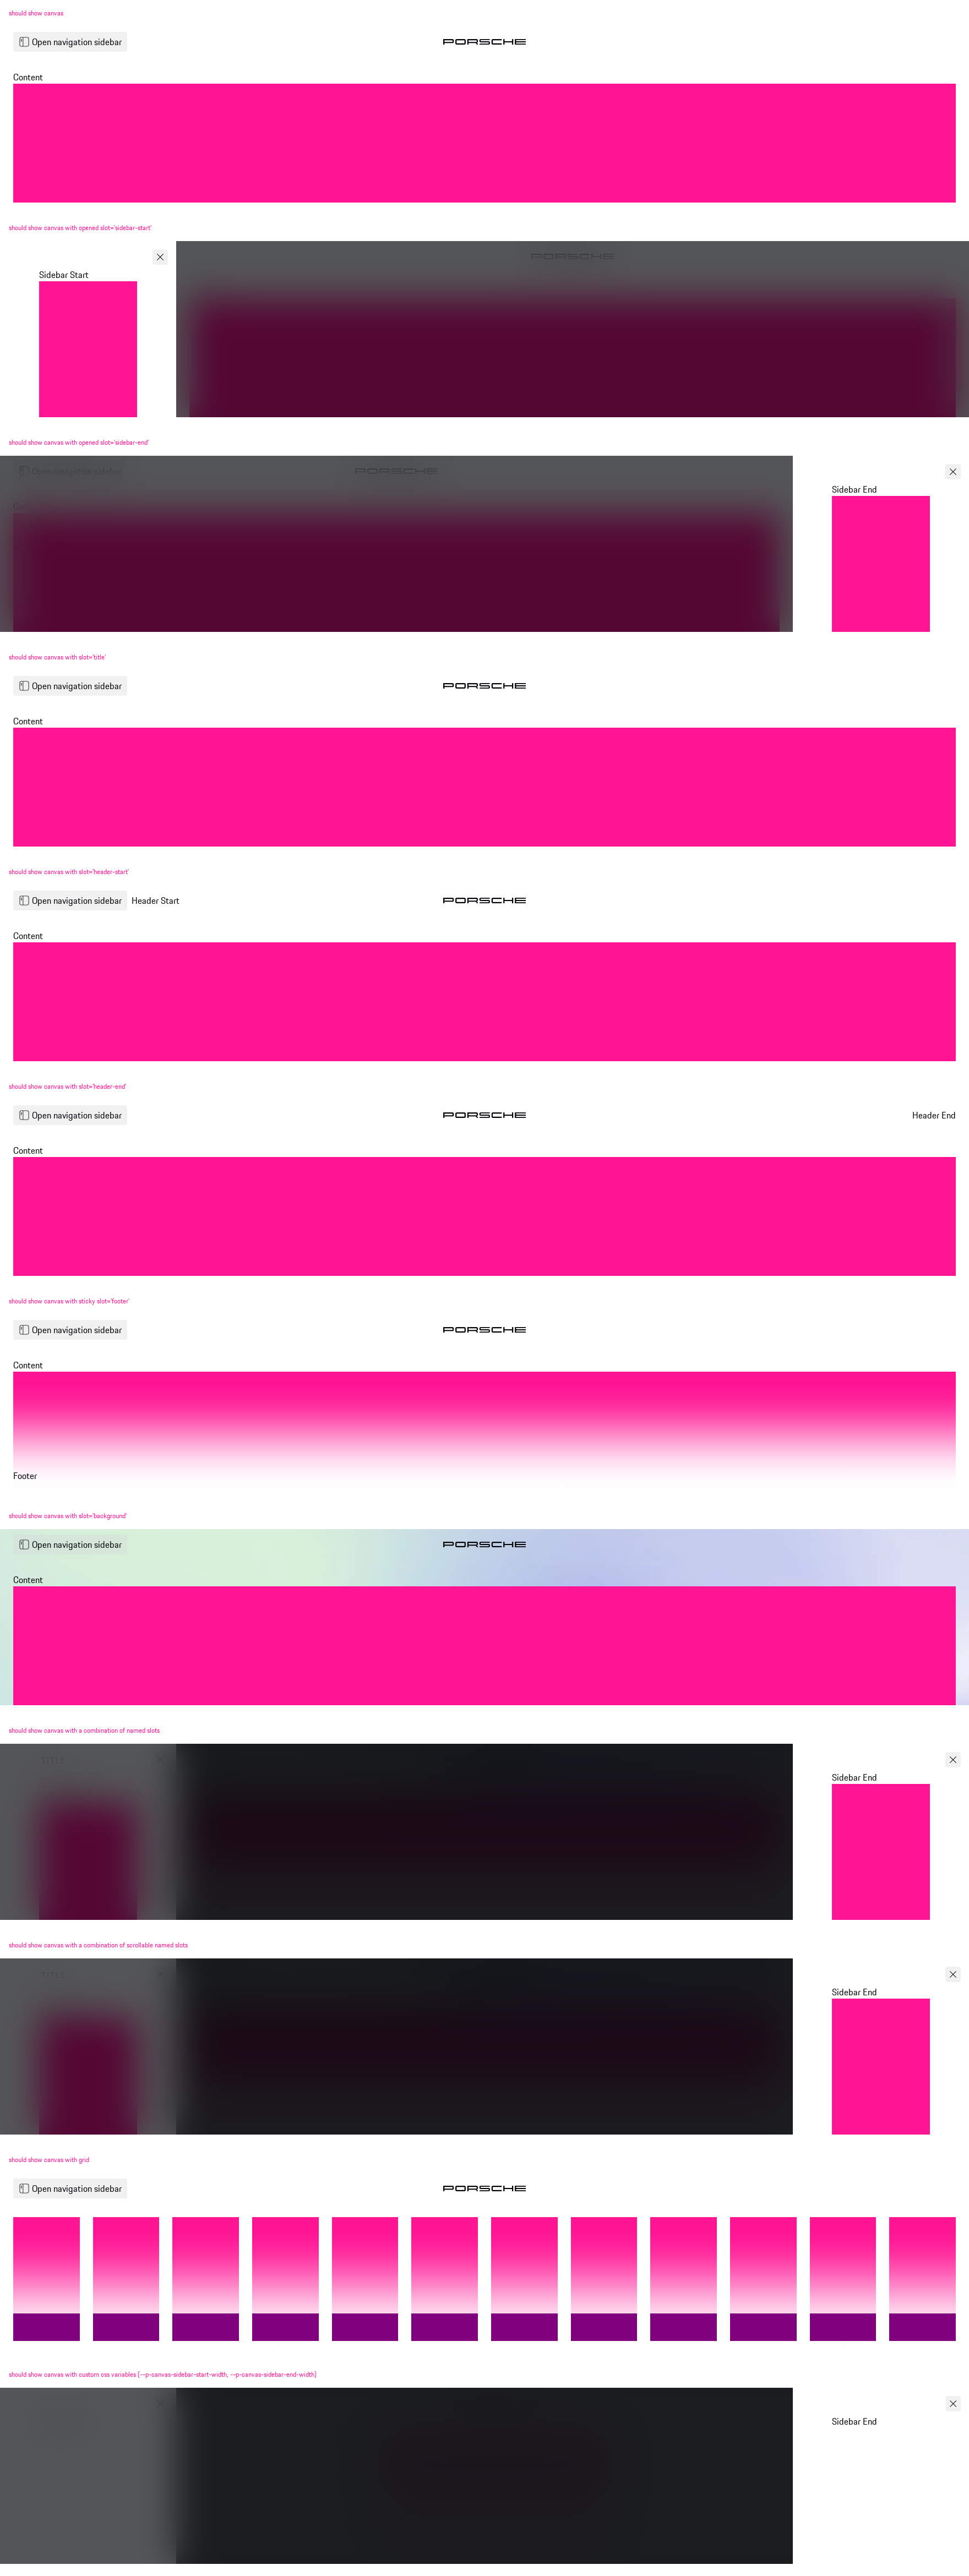 should show canvas
Open navigation sidebar
PORSCHE
Content
should show canvas with opened slot='sidebar-start'
PORSCHE
Sidebar Start
should show canvas with opened slot='sidebar-end'
Open navigation sidebar
PORSCHE
Sidebar End
should show canvas with slot='title'
Open navigation sidebar
PORSCHE
Content
should show canvas with slot='header-start'
Open navigation sidebar Header Start
PORSCHE
Content
should show canvas with slot='header-end'
Open navigation sidebar
PORSCHE
Header End
Content
should show canvas with sticky slot='footer'
Open navigation sidebar
PORSCHE
Content
Footer
should show canvas with slot='background'
Open navigation sidebar
PORSCHE
Content
should show canvas with a combination of named slots
TITLE
Sidebar End
should show canvas with a combination of scrollable named slots
TITLE
Sidebar End
should show canvas with grid
Open navigation sidebar
PORSCHE
should show canvas with custom css variables (--p-canvas-sidebar-start-width, --p-canvas-sidebar-end-width)
Sidebar End